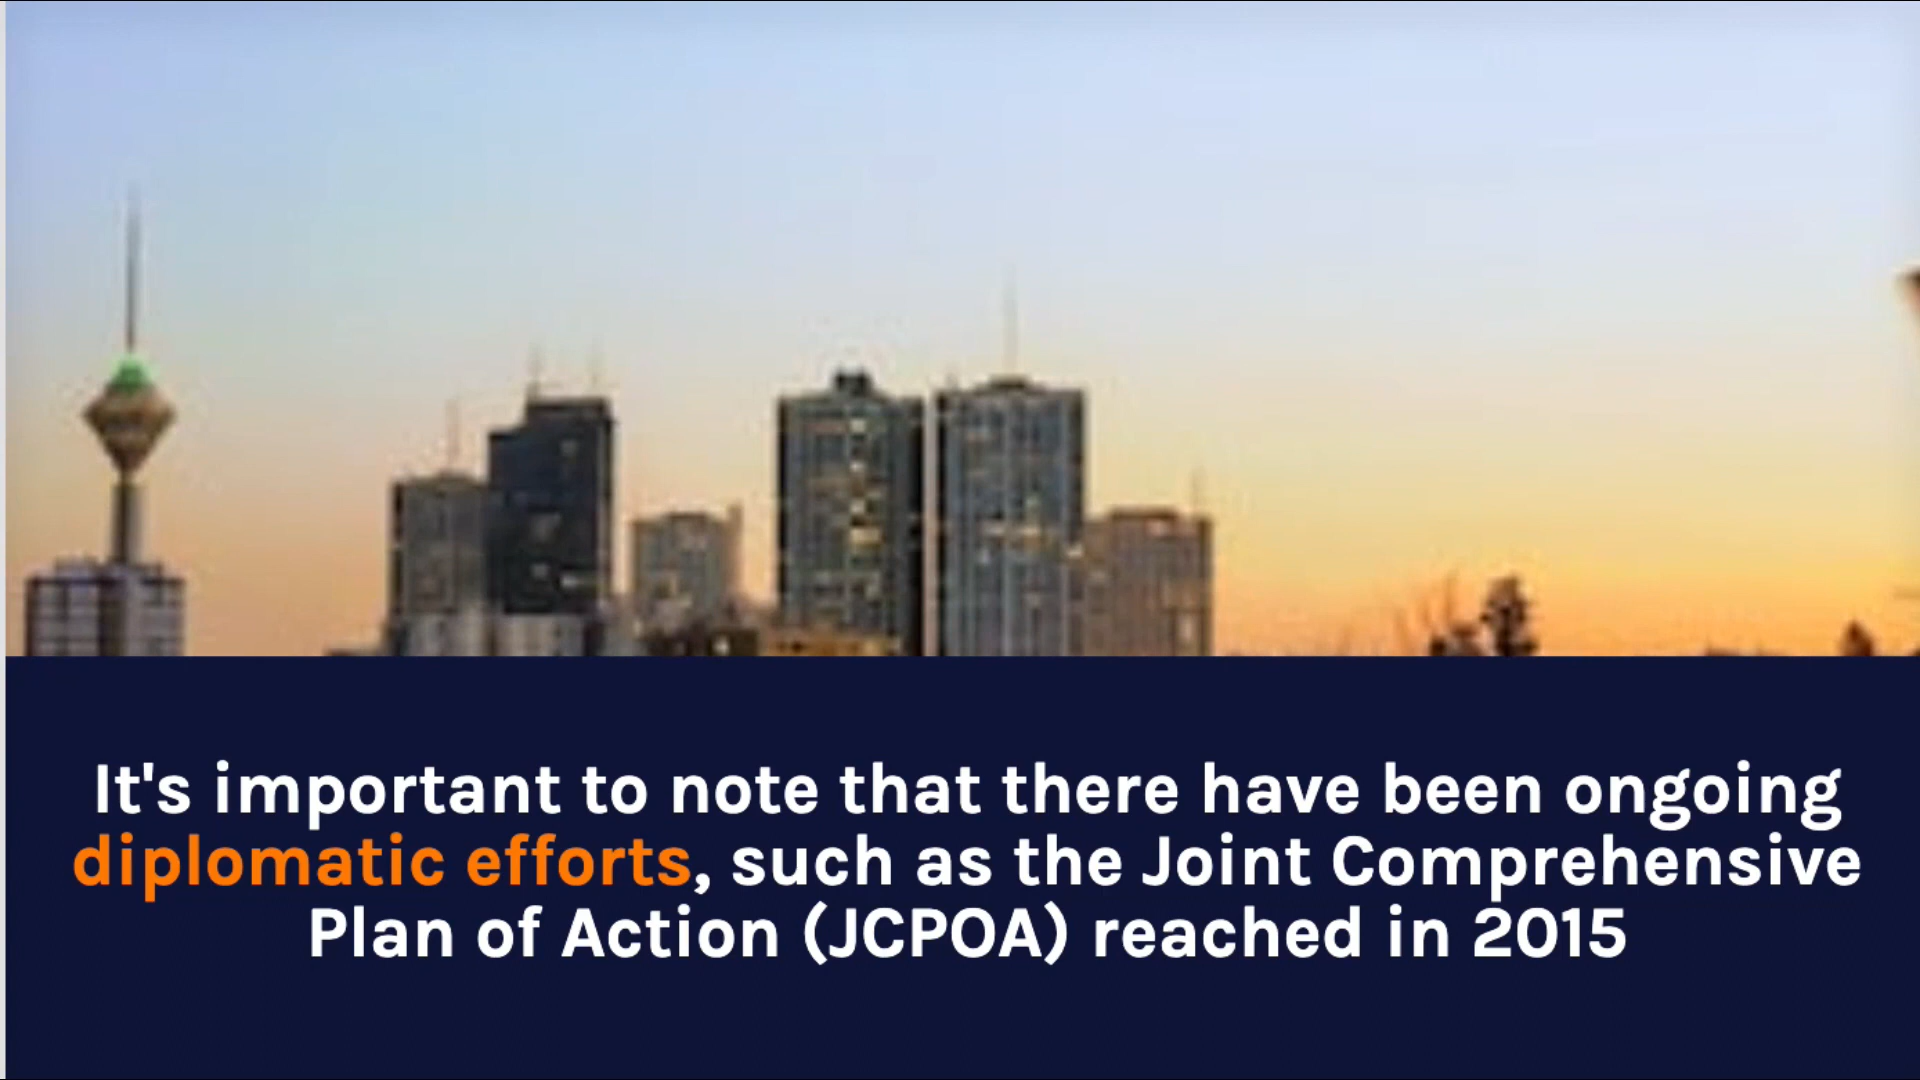 It's important to note that there have been ongoing
diplomatic efforts, such as the Joint Comprehensive
Plan of Action (JCPOA) reached in 2015